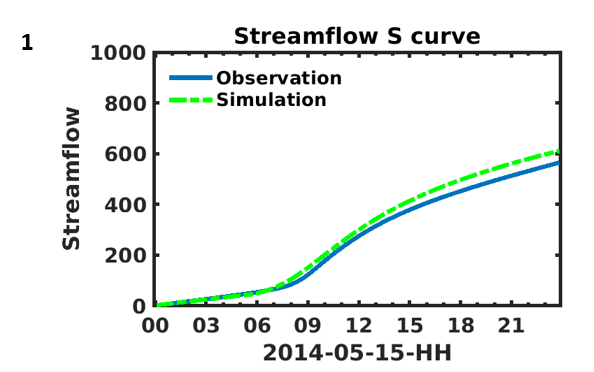 1
Streamflow S curve
1000
800
600
400
200
0
Streamflow
Observation
Simulation
00 03 06 09 12 15 18 21
2014-05-15-HH